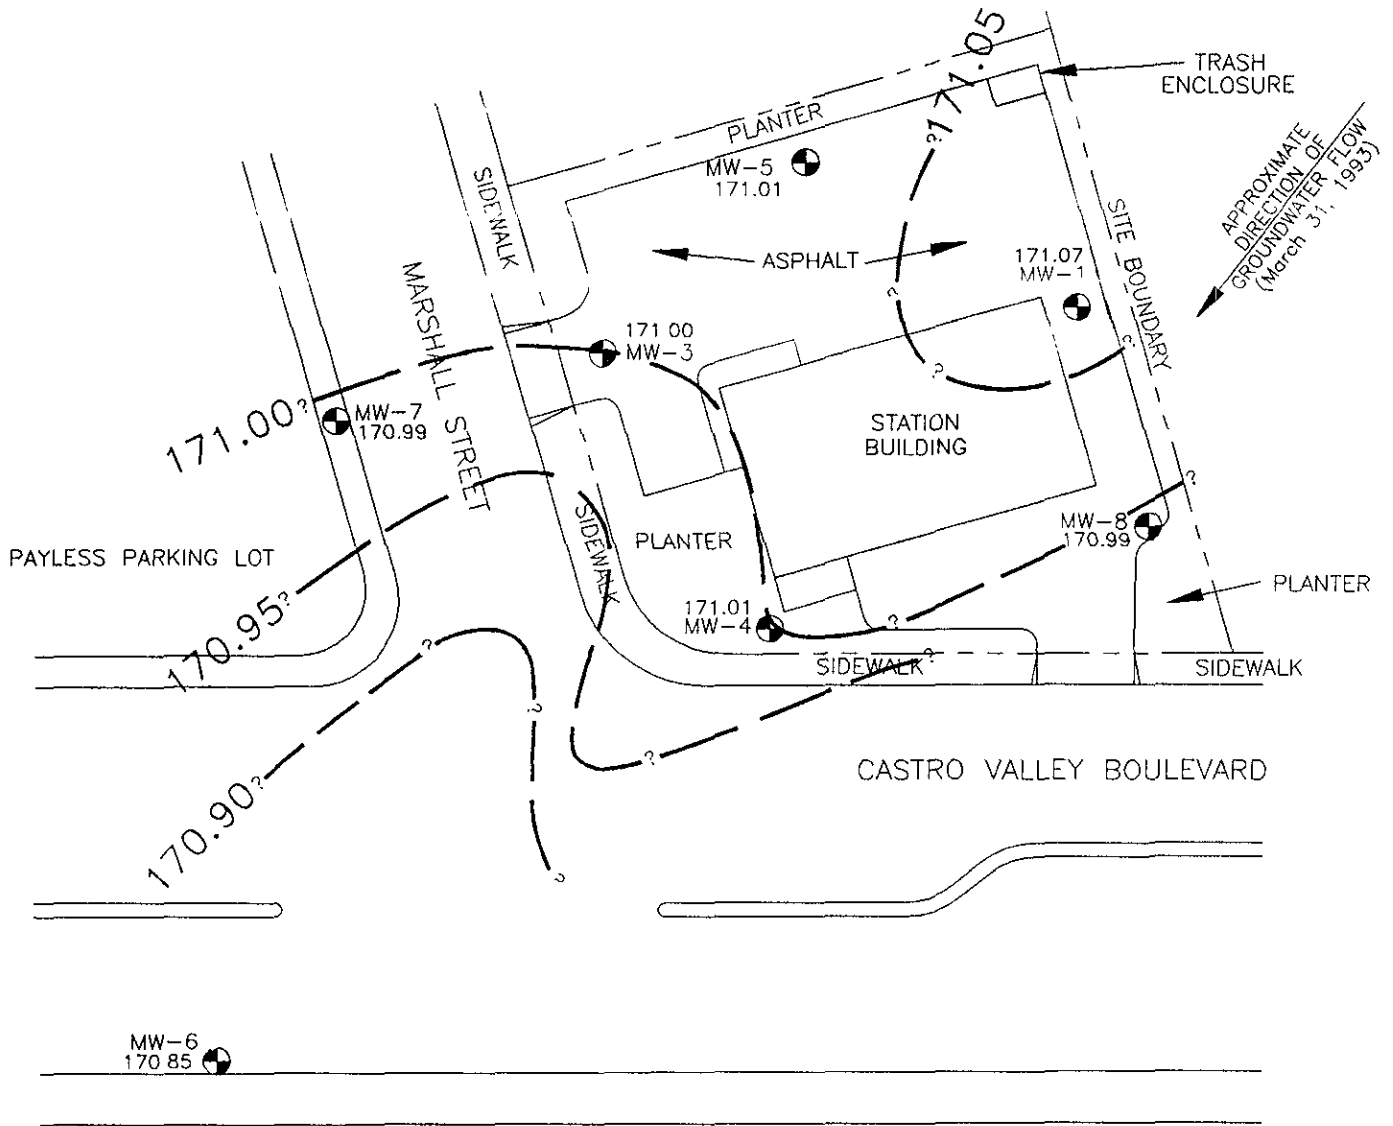 171.05
TRASH
ENCLOSURE
PLANTER
?
APPROXIMATE
DIRECTION OF
GROUNDWATER FLOW
(March 31, 1993)
MW-5
171.01
SIDEWALK
SITE BOUNDARY
ASPHALT
171.07
MW-1
?
MARSHALL STREET
171 00
MW-3
?
?
171.00
?
MW-7
170.99
STATION
BUILDING
?
MW-8
170.99
SIDEWALK
PLANTER
PAYLESS PARKING LOT
PLANTER
170.95
?
171.01
MW-4
?
?
SIDEWALK
?
SIDEWALK
?
?
CASTRO VALLEY BOULEVARD
170.90
?
?
MW-6
170 85